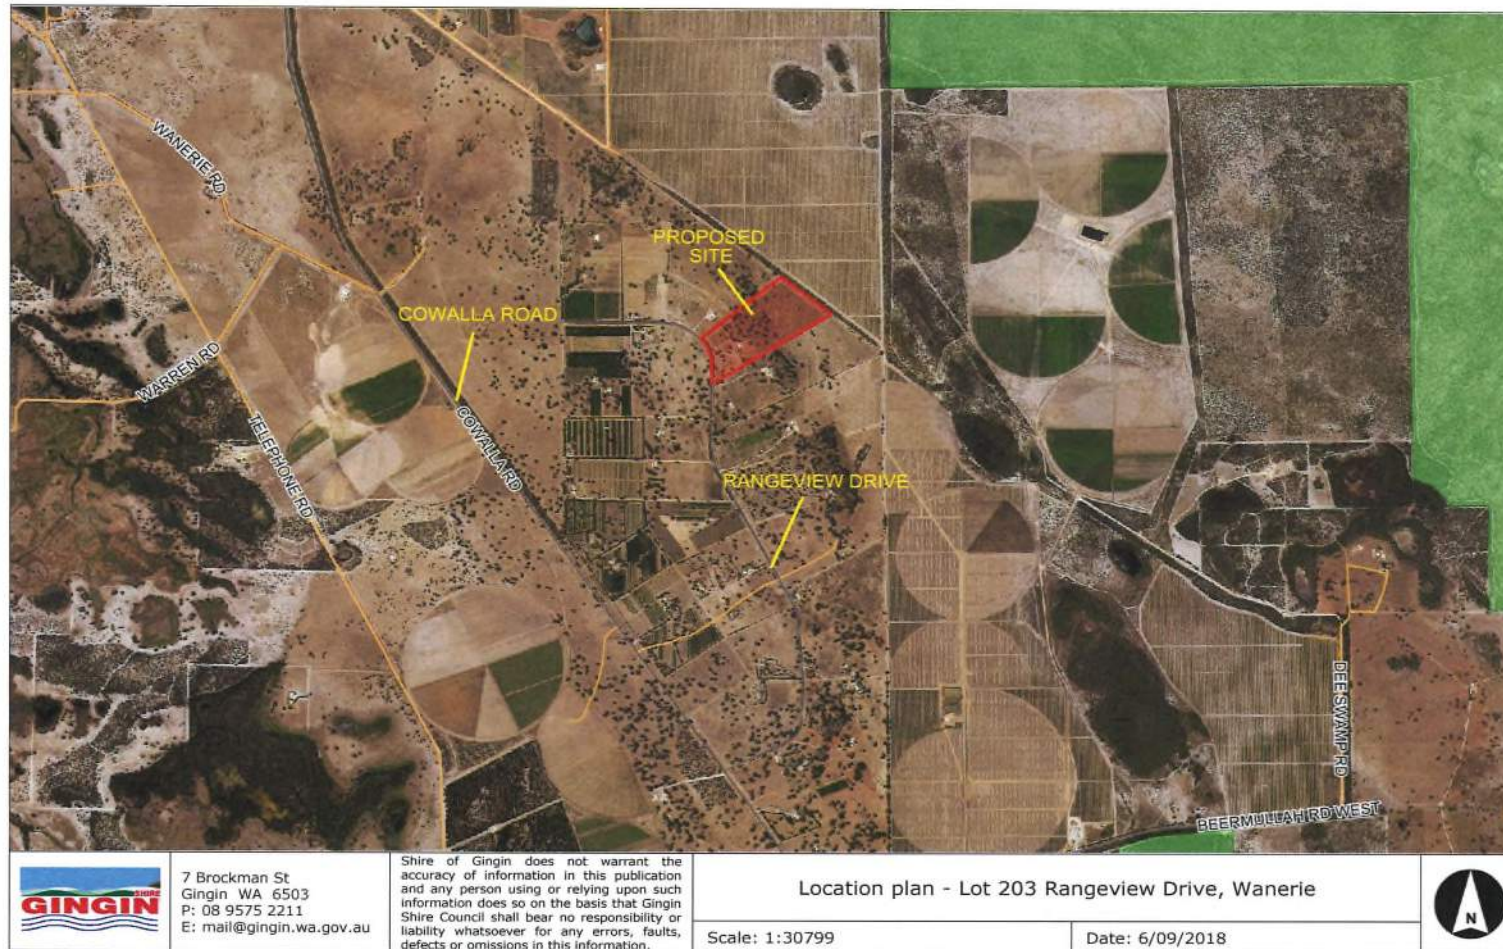 WANERIE RD
PROPOSED
SITE
COWALLA ROAD
WARREN RD
COWALLA RD
TELEPHONE RD
RANGEVIEW DRIVE
DEE SWAMP RD
BEERMULLAH RD WEST
SHIRE
GINGIN
7 Brockman St
Gingin WA 6503
P: 08 9575 2211
E: mail@gingin.wa.gov.au
Shire of Gingin does not warrant the
accuracy of information in this publication
and any person using or relying upon such
information does so on the basis that Gingin
Shire Council shall bear no responsibility or
liability whatsoever for any errors, faults,
defects or omissions in this information.
Location plan - Lot 203 Rangeview Drive, Wanerie
Scale: 1:30799
Date: 6/09/2018
N